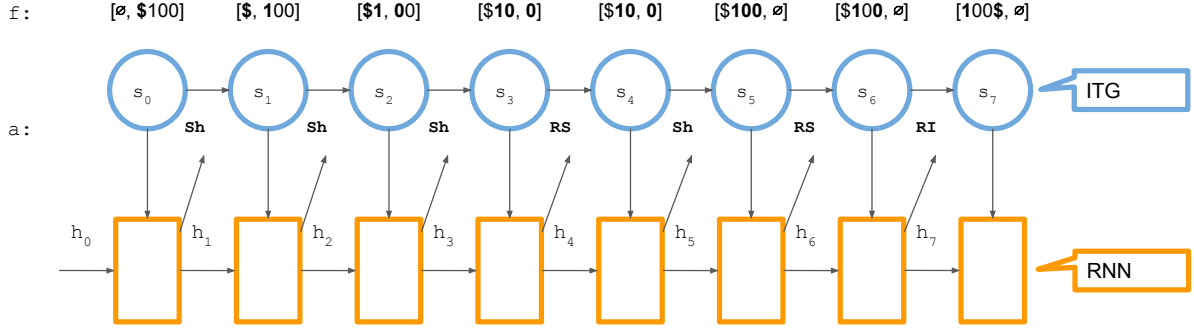 f: [∅, $100] [$, 100] [$1, 00] [$10, 0] [$10, 0] [$100, ∅] [$100, ∅] [100$, ∅]
s₀ s₁ s₂ s₃ s₄ s₅ s₆ s₇ ITG
a: Sh Sh Sh RS Sh RS RI
h₀ h₁ h₂ h₃ h₄ h₅ h₆ h₇
RNN